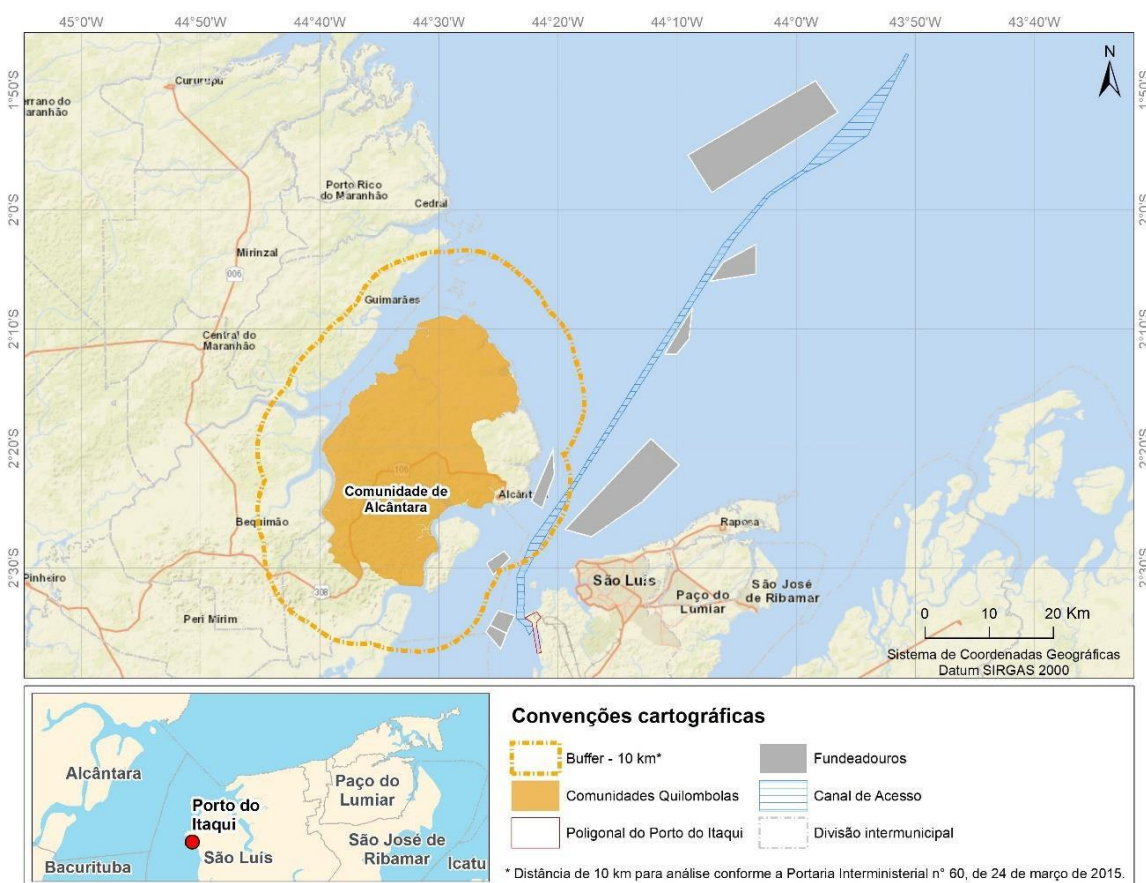 45°0'O 44°50'O 44°40'O 44°30'O 44°20'O 44°10'O 44°0'O 43°50'O 43°40'O
N
1°50'S
1°50'S
Cururupu
errano do
Maranhão
Porto Rico
do Maranhão
2°0'S
Cedral
2°0'S
Mirinzal
006
Guimarães
2°10'S
Central do
Maranhão
2°10'S
2°20'S
106
2°20'S
Comunidade de
Alcântara
Alcânt
Bequimão
Raposa
2°30'S
2°30'S
Pinheiro
308
São Luís
Paço do
Lumiar
São José
de Ribamar
Peri Mirim
0 10 20 Km
Sistema de Coordenadas Geográficas
Datum SIRGAS 2000
Alcântara
Paço do
Lumiar
Porto do
Itaqui
São Luís
São José de
Ribamar
Bacurituba
Icatu
Convenções cartográficas
Buffer - 10 km*
Fundeadouros
Comunidades Quilombolas
Canal de Acesso
Poligonal do Porto do Itaqui
Divisão intermunicipal
* Distância de 10 km para análise conforme a Portaria Interministerial n° 60, de 24 de março de 2015.